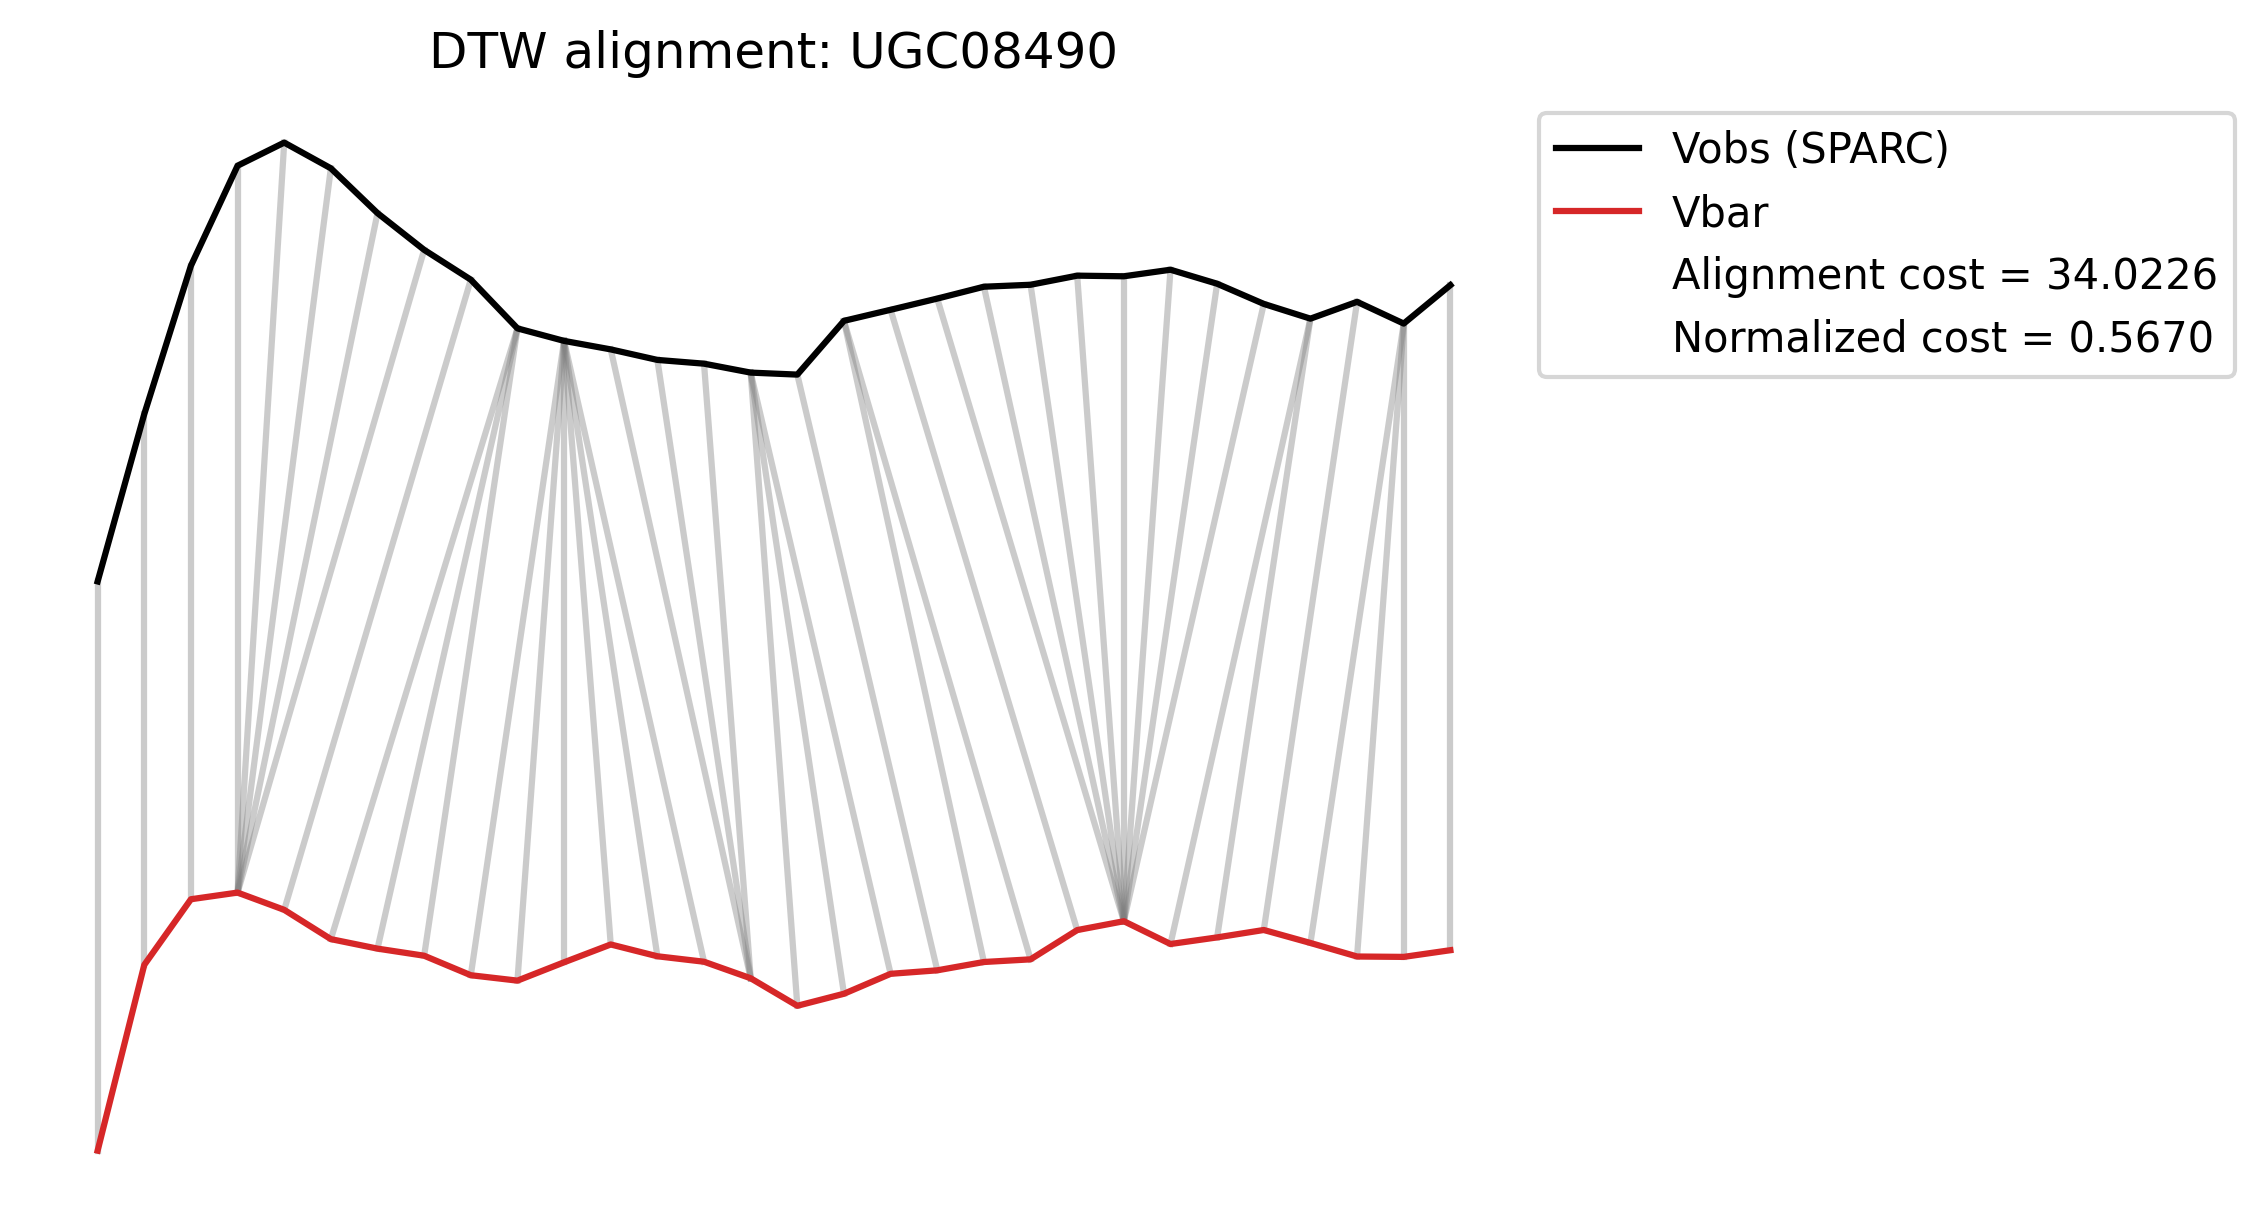 DTW alignment: UGC08490
Vobs (SPARC)
Vbar
Alignment cost = 34.0226
Normalized cost = 0.5670